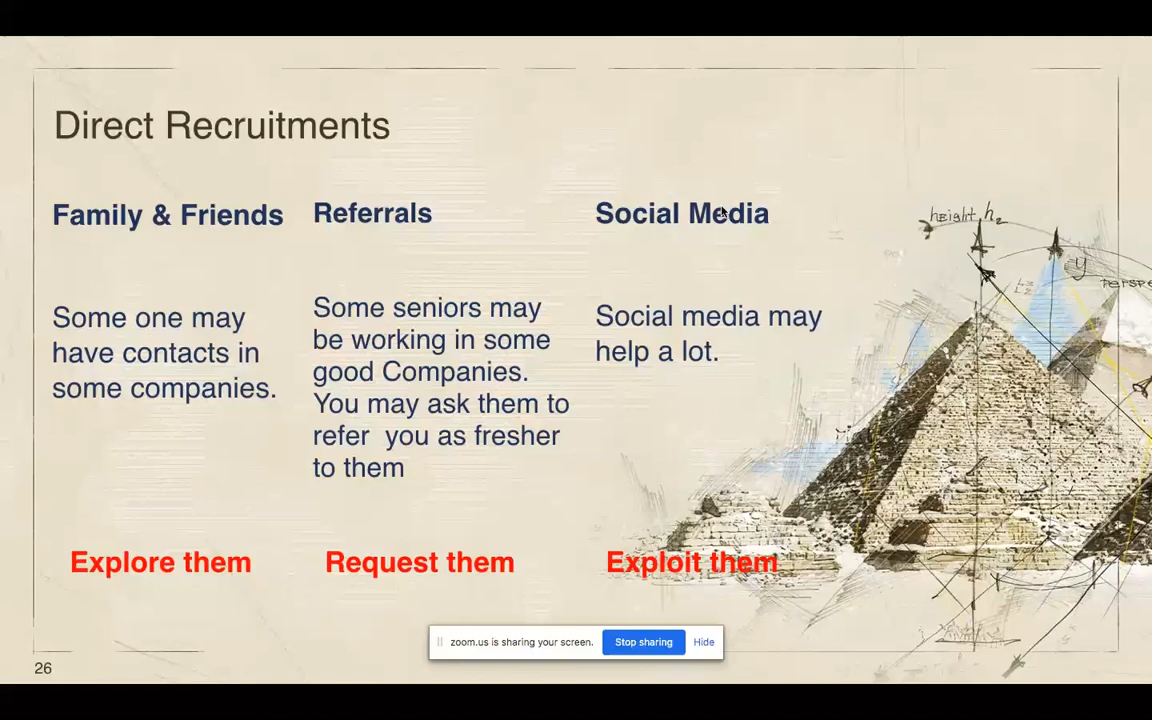 Direct Recruitments
Family & Friends
Some one may
have contacts in
some companies.
Explore them
Referrals
Some seniors may
be working in some
good Companies.
You may ask them to
refer  you as fresher
to them
Request them
Social Media
Social media may
help a lot.
Exploit them
height h₂
y
zoom.us is sharing your screen.
Stop sharing
Hide
26